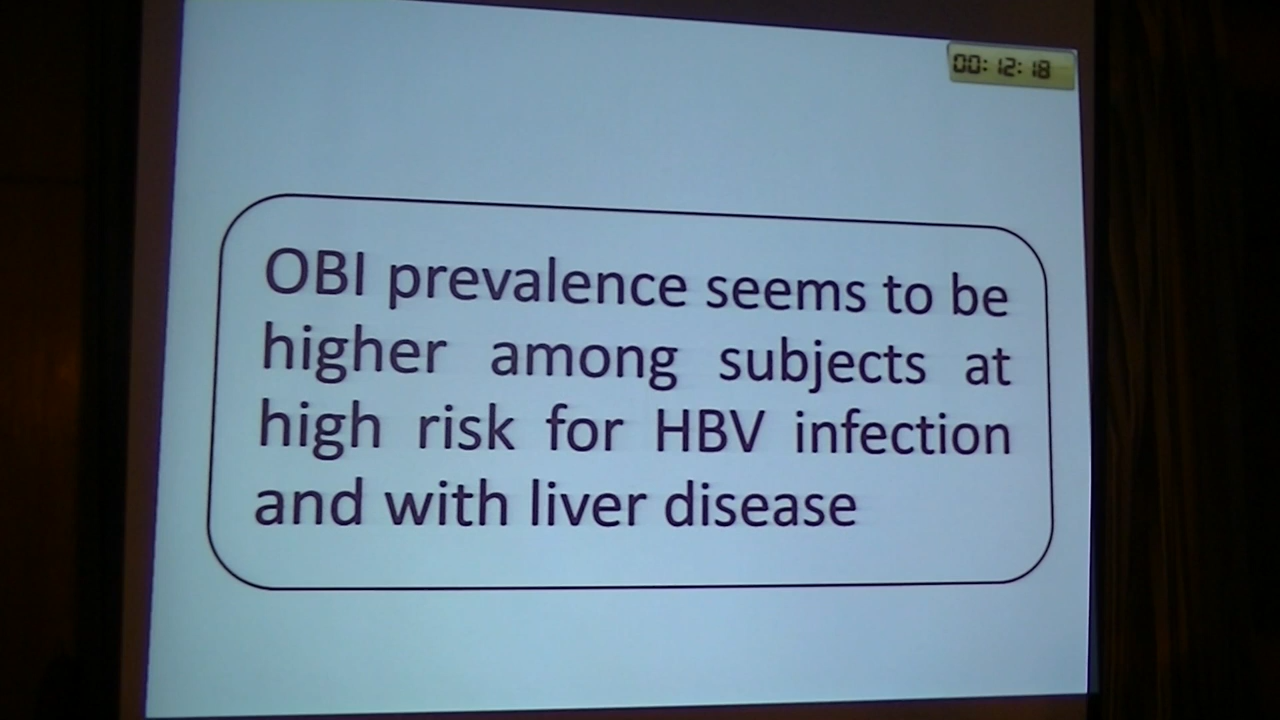 00:12:18
OBI prevalence seems to be
higher among subjects at
high risk for HBV infection
and with liver disease